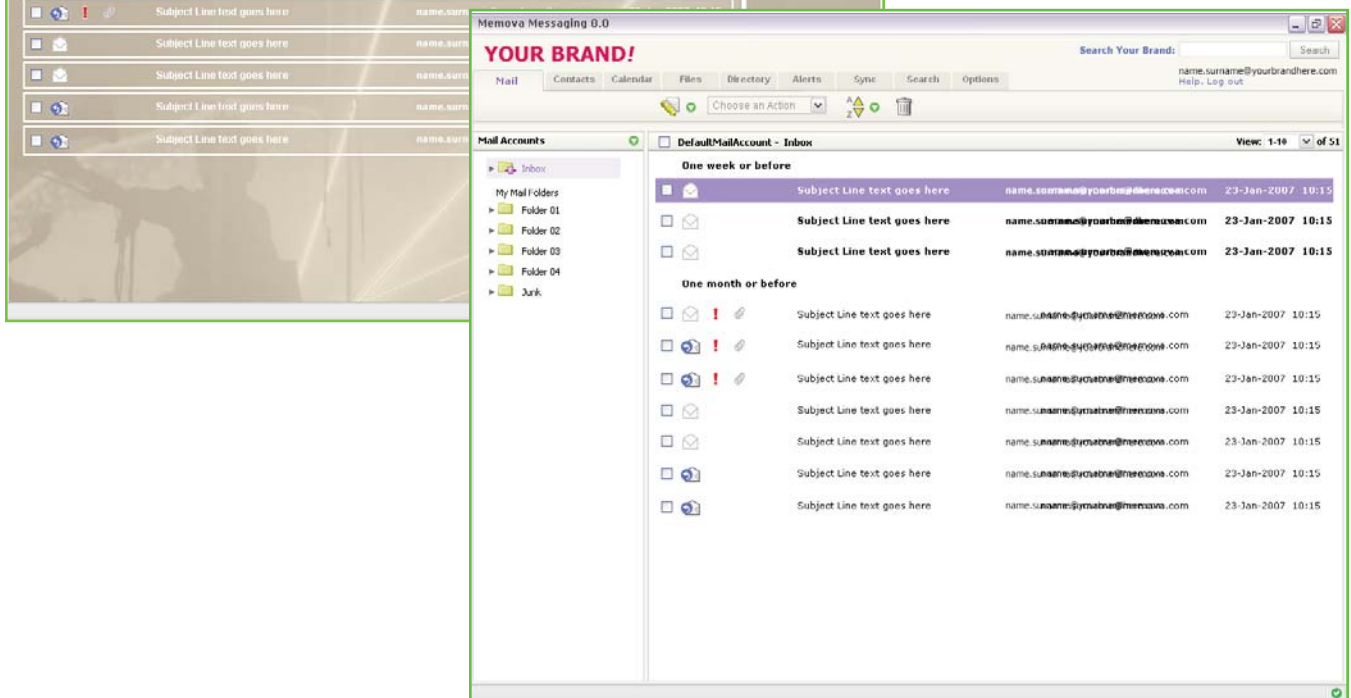 Subject Line text goes here
Subject Line text goes here
Subject Line text goes here
Subject Line text goes here
Subject Line text goes here
Memova Messaging 8.0
YOUR BRAND!
Search Your Brand: Search
Mail Contacts Calendar Files Directory Alerts Sync Search Options
name.surname@yourbrandhere.com
Help. Log out
Choose an Action
A
Z
Mail Accounts
Inbox
My Mail Folders
Folder 01
Folder 02
Folder 03
Folder 04
Junk
DefaultMailAccount - Inbox View: 1-10 of 51
One week or before
Subject Line text goes here 23-Jan-2007 10:15
Subject Line text goes here 23-Jan-2007 10:15
Subject Line text goes here 23-Jan-2007 10:15
One month or before
Subject Line text goes here 23-Jan-2007 10:15
Subject Line text goes here 23-Jan-2007 10:15
Subject Line text goes here 23-Jan-2007 10:15
Subject Line text goes here 23-Jan-2007 10:15
Subject Line text goes here 23-Jan-2007 10:15
Subject Line text goes here 23-Jan-2007 10:15
Subject Line text goes here 23-Jan-2007 10:15